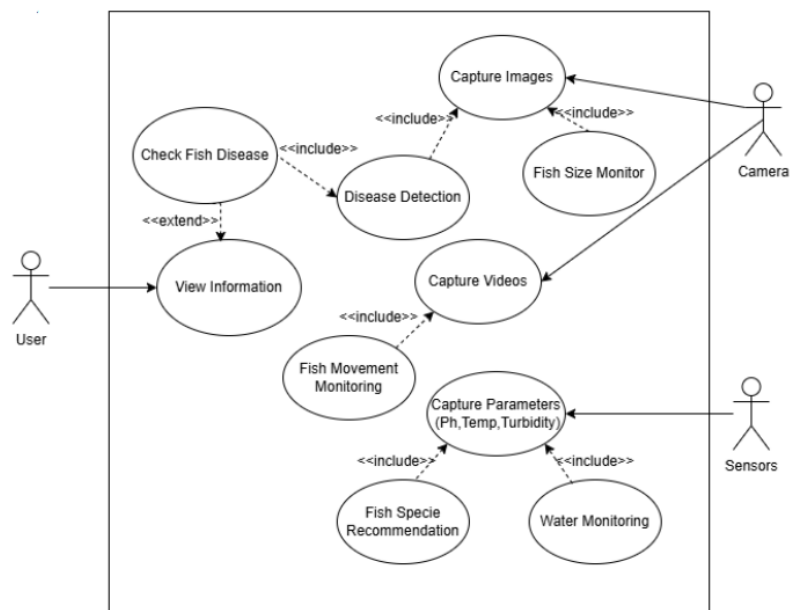 Capture Images
<<include>>
<<include>>
Check Fish Disease
<<include>>
Disease Detection
Fish Size Monitor
Camera
<<extend>>
View Information
Capture Videos
User
<<include>>
Fish Movement
Monitoring
Capture Parameters
(Ph,Temp,Turbidity)
Sensors
<<include>>
<<include>>
Fish Specie
Recommendation
Water Monitoring